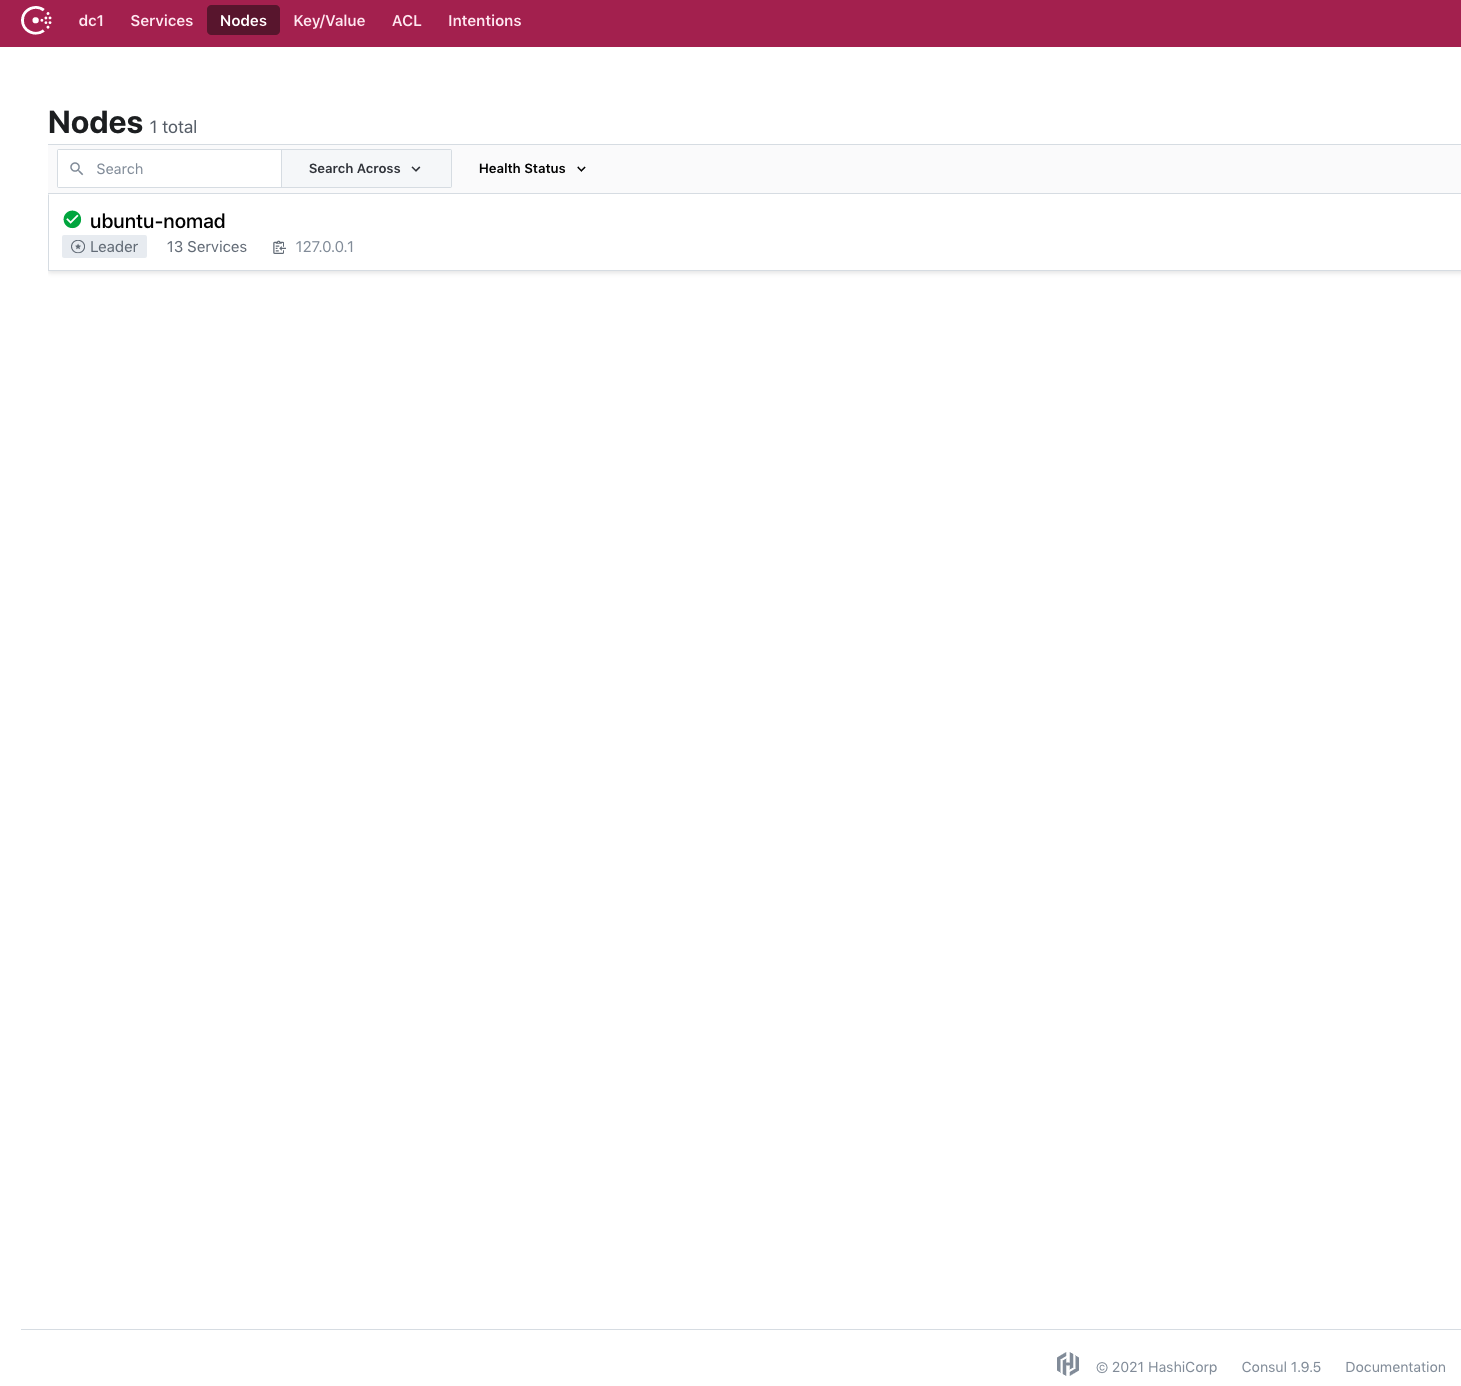 dc1 Services Nodes Key/Value ACL Intentions
Nodes 1 total
Search Search Across Health Status
ubuntu-nomad
Leader 13 Services 127.0.0.1
© 2021 HashiCorp Consul 1.9.5 Documentation